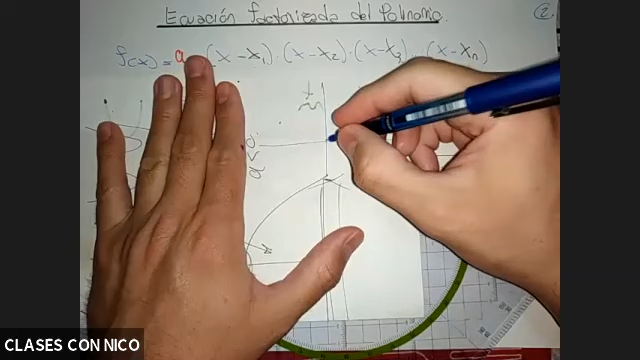 Ecuación factorizada del Polinomio.
2.
f(x) = a (x - x₁) · (x - x₂) · (x - x₃) ... (x - xₙ)
CLASES CON NICO